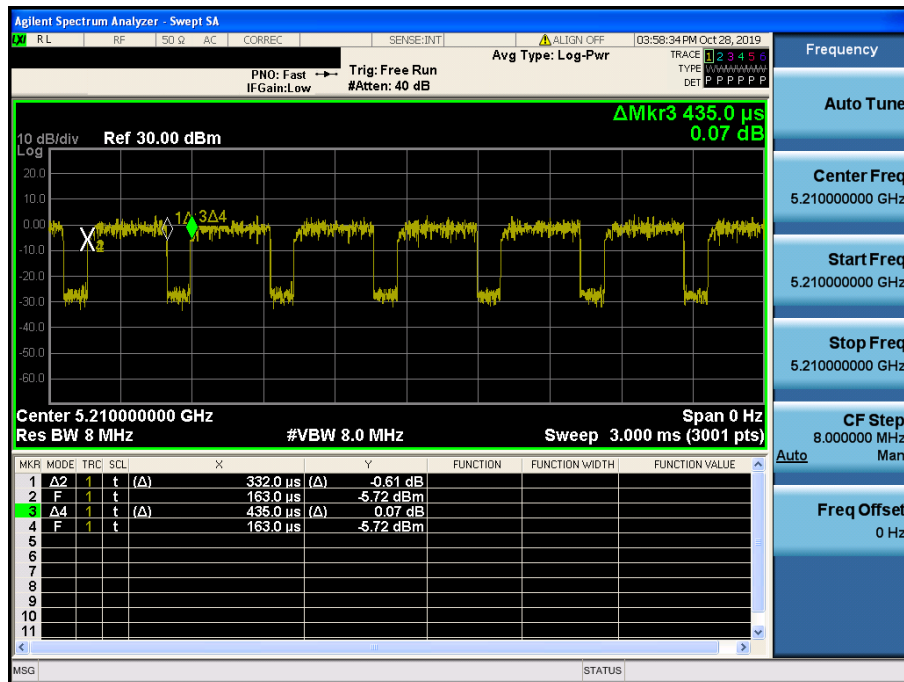 Agilent Spectrum Analyzer - Swept SA
LXI RL RF 50 Ω AC CORREC SENSE:INT ALIGN OFF 03:58:34 PM Oct 28, 2019
PNO: Fast
IFGain:Low
Trig: Free Run
#Atten: 40 dB
Avg Type: Log-Pwr
TRACE 1 2 3 4 5 6
TYPE WWWWWW
DET P P P P P P
ΔMkr3 435.0 µs
0.07 dB
10 dB/div Ref 30.00 dBm
Log
20.0
10.0
0.00
-10.0
-20.0
-30.0
-40.0
-50.0
-60.0
3Δ4
Center 5.210000000 GHz Span 0 Hz
Res BW 8 MHz #VBW 8.0 MHz Sweep 3.000 ms (3001 pts)
MKR MODE TRC SCL X Y FUNCTION FUNCTION WIDTH FUNCTION VALUE
1 Δ2 1 t (Δ) 332.0 µs (Δ) -0.61 dB
2 F 1 t 163.0 µs -5.72 dBm
3 Δ4 1 t (Δ) 435.0 µs (Δ) 0.07 dB
4 F 1 t 163.0 µs -5.72 dBm
5
6
7
8
9
10
11
MSG STATUS
Frequency
Auto Tune
Center Freq
5.210000000 GHz
Start Freq
5.210000000 GHz
Stop Freq
5.210000000 GHz
CF Step
8.000000 MHz
Auto Man
Freq Offset
0 Hz